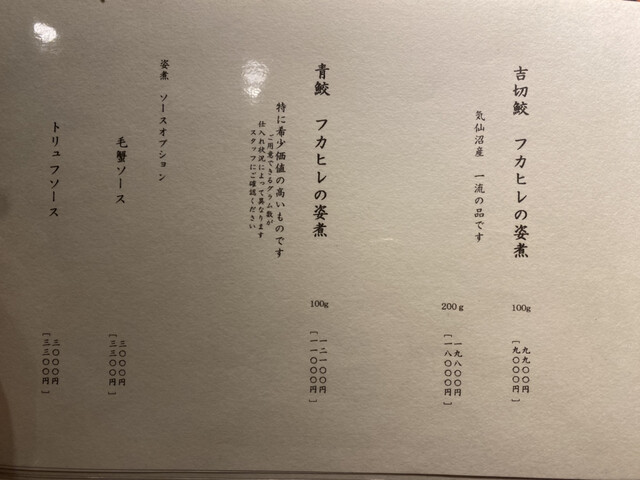 吉切鮫　フカヒレの姿煮
100g
九九〇〇円
［九〇〇〇円］
気仙沼産　一流の品です
200g
一九八〇〇円
［一八〇〇〇円］
青鮫　フカヒレの姿煮
100g
一二一〇〇円
［一一〇〇〇円］
特に希少価値の高いものです
ご用意できるグラム数が
仕入れ状況によって異なります
スタッフにご確認ください
姿煮　ソースオプション
毛蟹ソース
三〇〇〇円
［三三〇〇円］
トリュフソース
三〇〇〇円
［三三〇〇円］